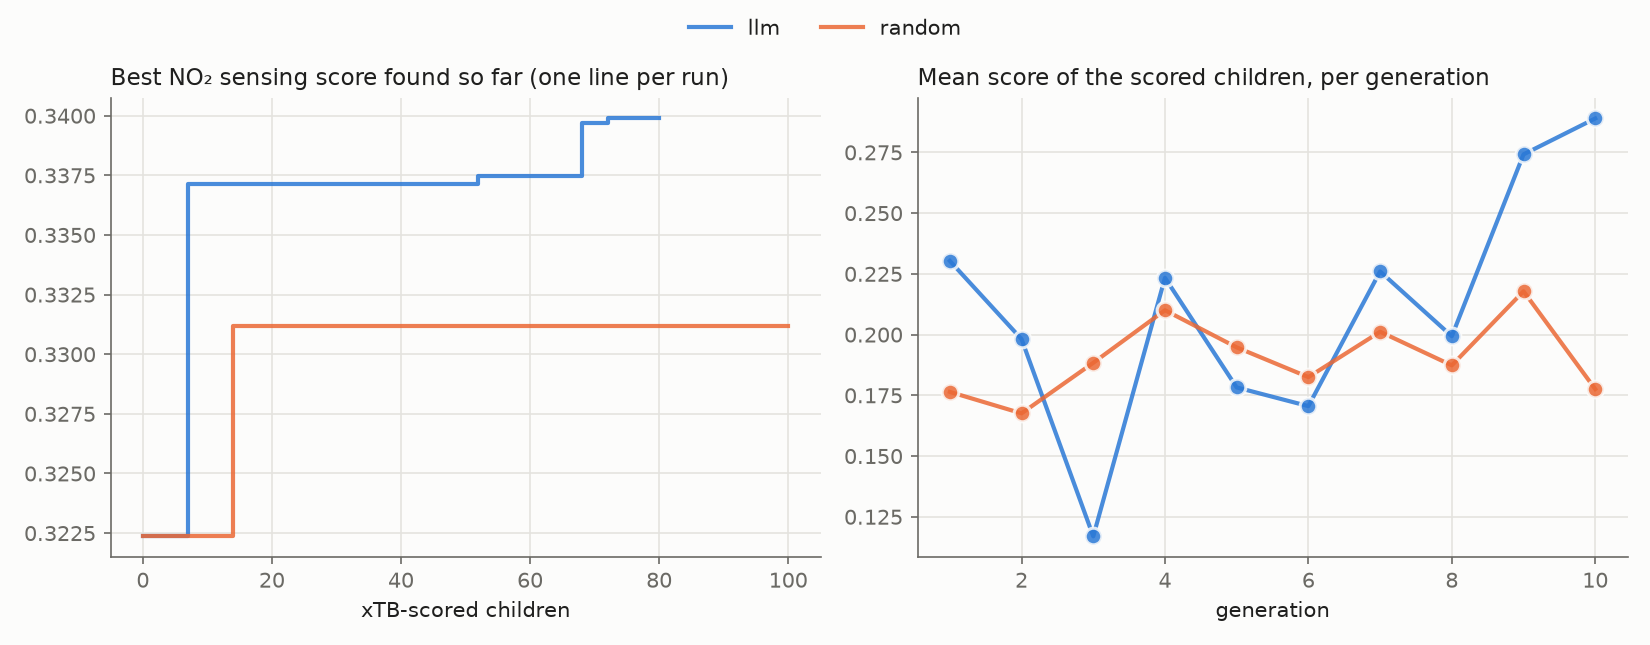 llm random
Best NO₂ sensing score found so far (one line per run)
0.3400
0.3375
0.3350
0.3325
0.3300
0.3275
0.3250
0.3225
0 20 40 60 80 100
xTB-scored children
Mean score of the scored children, per generation
0.275
0.250
0.225
0.200
0.175
0.150
0.125
2 4 6 8 10
generation